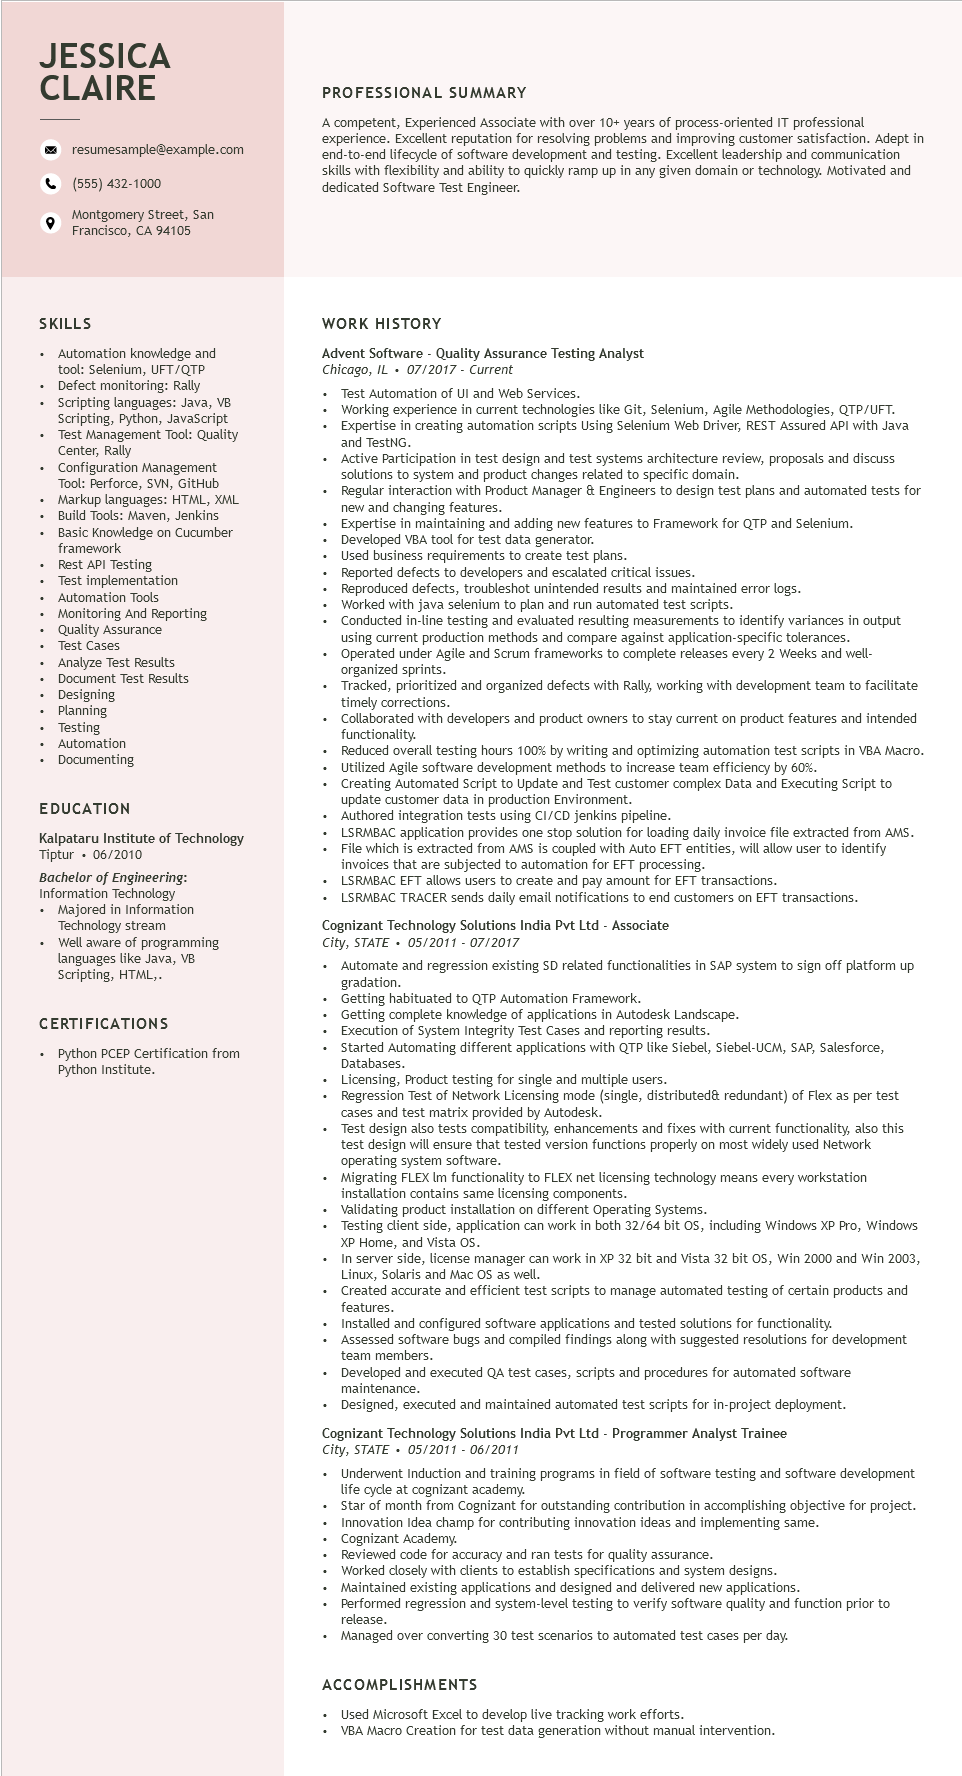 JESSICA
CLAIRE
resumesample@example.com
(555) 432-1000
Montgomery Street, San
Francisco, CA 94105
PROFESSIONAL SUMMARY
A competent, Experienced Associate with over 10+ years of process-oriented IT professional
experience. Excellent reputation for resolving problems and improving customer satisfaction. Adept in
end-to-end lifecycle of software development and testing. Excellent leadership and communication
skills with flexibility and ability to quickly ramp up in any given domain or technology. Motivated and
dedicated Software Test Engineer.
SKILLS
• Automation knowledge and
tool: Selenium, UFT/QTP
• Defect monitoring: Rally
• Scripting languages: Java, VB
Scripting, Python, JavaScript
• Test Management Tool: Quality
Center, Rally
• Configuration Management
Tool: Perforce, SVN, GitHub
• Markup languages: HTML, XML
• Build Tools: Maven, Jenkins
• Basic Knowledge on Cucumber
framework
• Rest API Testing
• Test implementation
• Automation Tools
• Monitoring And Reporting
• Quality Assurance
• Test Cases
• Analyze Test Results
• Document Test Results
• Designing
• Planning
• Testing
• Automation
• Documenting
EDUCATION
Kalpataru Institute of Technology
Tiptur • 06/2010
Bachelor of Engineering:
Information Technology
• Majored in Information
Technology stream
• Well aware of programming
languages like Java, VB
Scripting, HTML,.
CERTIFICATIONS
• Python PCEP Certification from
Python Institute.
WORK HISTORY
Advent Software - Quality Assurance Testing Analyst
Chicago, IL • 07/2017 - Current
• Test Automation of UI and Web Services.
• Working experience in current technologies like Git, Selenium, Agile Methodologies, QTP/UFT.
• Expertise in creating automation scripts Using Selenium Web Driver, REST Assured API with Java
and TestNG.
• Active Participation in test design and test systems architecture review, proposals and discuss
solutions to system and product changes related to specific domain.
• Regular interaction with Product Manager & Engineers to design test plans and automated tests for
new and changing features.
• Expertise in maintaining and adding new features to Framework for QTP and Selenium.
• Developed VBA tool for test data generator.
• Used business requirements to create test plans.
• Reported defects to developers and escalated critical issues.
• Reproduced defects, troubleshot unintended results and maintained error logs.
• Worked with java selenium to plan and run automated test scripts.
• Conducted in-line testing and evaluated resulting measurements to identify variances in output
using current production methods and compare against application-specific tolerances.
• Operated under Agile and Scrum frameworks to complete releases every 2 Weeks and well-
organized sprints.
• Tracked, prioritized and organized defects with Rally, working with development team to facilitate
timely corrections.
• Collaborated with developers and product owners to stay current on product features and intended
functionality.
• Reduced overall testing hours 100% by writing and optimizing automation test scripts in VBA Macro.
• Utilized Agile software development methods to increase team efficiency by 60%.
• Creating Automated Script to Update and Test customer complex Data and Executing Script to
update customer data in production Environment.
• Authored integration tests using CI/CD jenkins pipeline.
• LSRMBAC application provides one stop solution for loading daily invoice file extracted from AMS.
• File which is extracted from AMS is coupled with Auto EFT entities, will allow user to identify
invoices that are subjected to automation for EFT processing.
• LSRMBAC EFT allows users to create and pay amount for EFT transactions.
• LSRMBAC TRACER sends daily email notifications to end customers on EFT transactions.
Cognizant Technology Solutions India Pvt Ltd - Associate
City, STATE • 05/2011 - 07/2017
• Automate and regression existing SD related functionalities in SAP system to sign off platform up
gradation.
• Getting habituated to QTP Automation Framework.
• Getting complete knowledge of applications in Autodesk Landscape.
• Execution of System Integrity Test Cases and reporting results.
• Started Automating different applications with QTP like Siebel, Siebel-UCM, SAP, Salesforce,
Databases.
• Licensing, Product testing for single and multiple users.
• Regression Test of Network Licensing mode (single, distributed& redundant) of Flex as per test
cases and test matrix provided by Autodesk.
• Test design also tests compatibility, enhancements and fixes with current functionality, also this
test design will ensure that tested version functions properly on most widely used Network
operating system software.
• Migrating FLEX lm functionality to FLEX net licensing technology means every workstation
installation contains same licensing components.
• Validating product installation on different Operating Systems.
• Testing client side, application can work in both 32/64 bit OS, including Windows XP Pro, Windows
XP Home, and Vista OS.
• In server side, license manager can work in XP 32 bit and Vista 32 bit OS, Win 2000 and Win 2003,
Linux, Solaris and Mac OS as well.
• Created accurate and efficient test scripts to manage automated testing of certain products and
features.
• Installed and configured software applications and tested solutions for functionality.
• Assessed software bugs and compiled findings along with suggested resolutions for development
team members.
• Developed and executed QA test cases, scripts and procedures for automated software
maintenance.
• Designed, executed and maintained automated test scripts for in-project deployment.
Cognizant Technology Solutions India Pvt Ltd - Programmer Analyst Trainee
City, STATE • 05/2011 - 06/2011
• Underwent Induction and training programs in field of software testing and software development
life cycle at cognizant academy.
• Star of month from Cognizant for outstanding contribution in accomplishing objective for project.
• Innovation Idea champ for contributing innovation ideas and implementing same.
• Cognizant Academy.
• Reviewed code for accuracy and ran tests for quality assurance.
• Worked closely with clients to establish specifications and system designs.
• Maintained existing applications and designed and delivered new applications.
• Performed regression and system-level testing to verify software quality and function prior to
release.
• Managed over converting 30 test scenarios to automated test cases per day.
ACCOMPLISHMENTS
• Used Microsoft Excel to develop live tracking work efforts.
• VBA Macro Creation for test data generation without manual intervention.